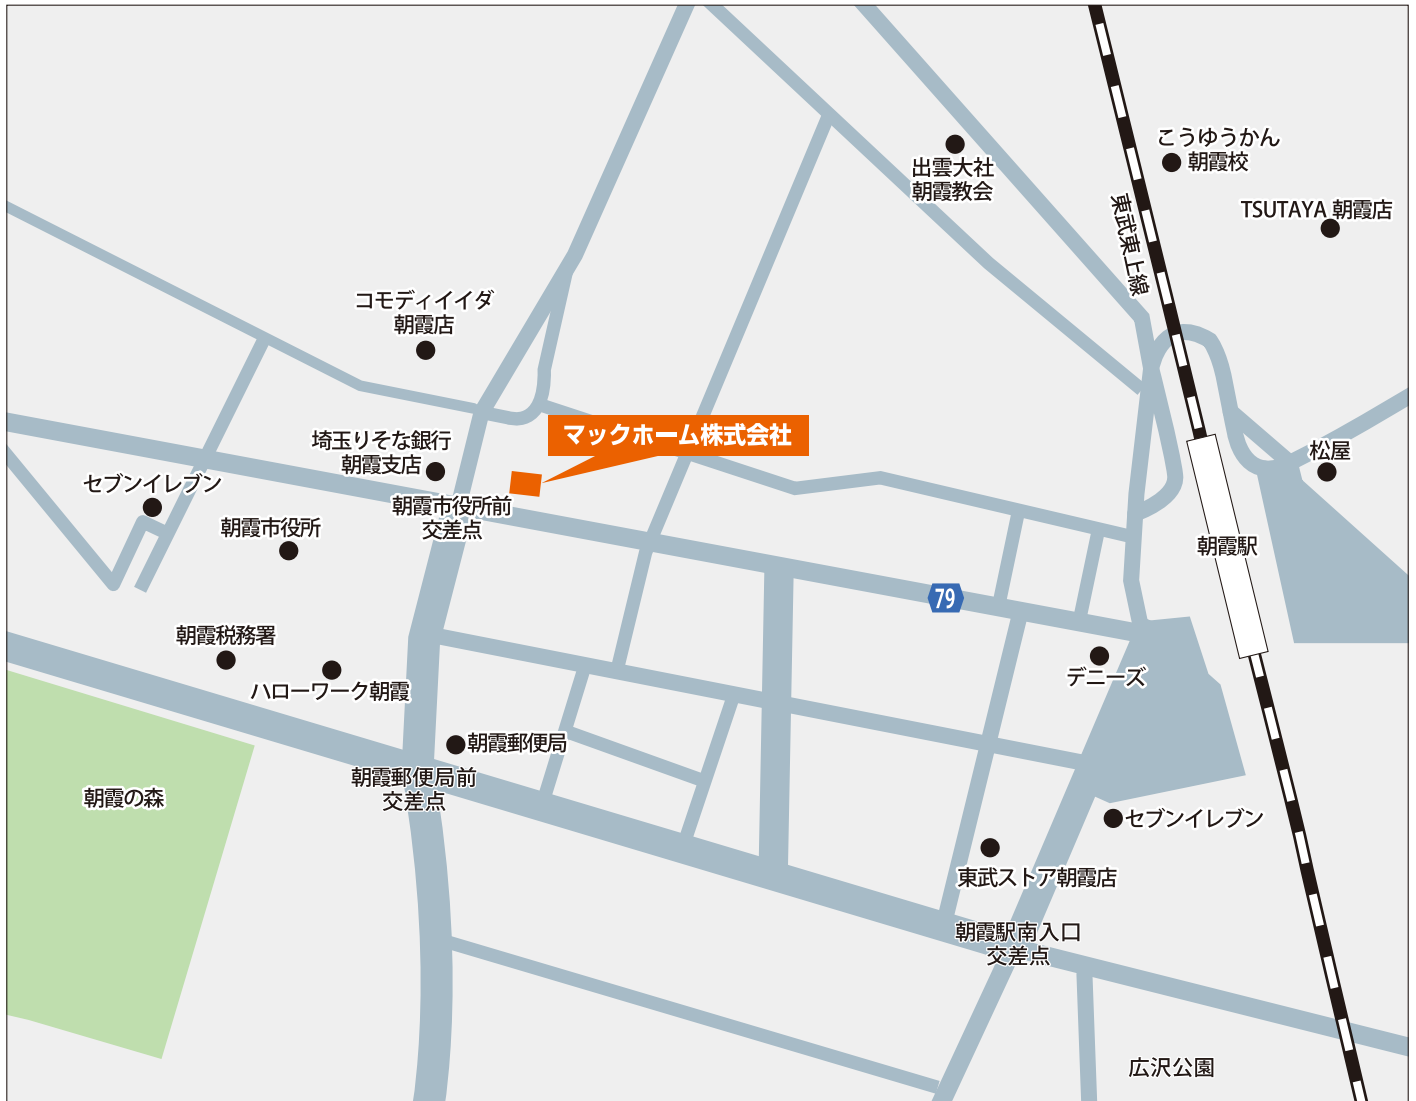 こうゆうかん
朝霞校
出雲大社
朝霞教会
TSUTAYA 朝霞店
東武東上線
コモディイイダ
朝霞店
マックホーム株式会社
埼玉りそな銀行
朝霞支店
松屋
セブンイレブン
朝霞市役所前
交差点
朝霞市役所
朝霞駅
79
朝霞税務署
デニーズ
ハローワーク朝霞
朝霞郵便局
朝霞郵便局前
交差点
朝霞の森
セブンイレブン
東武ストア朝霞店
朝霞駅南入口
交差点
広沢公園